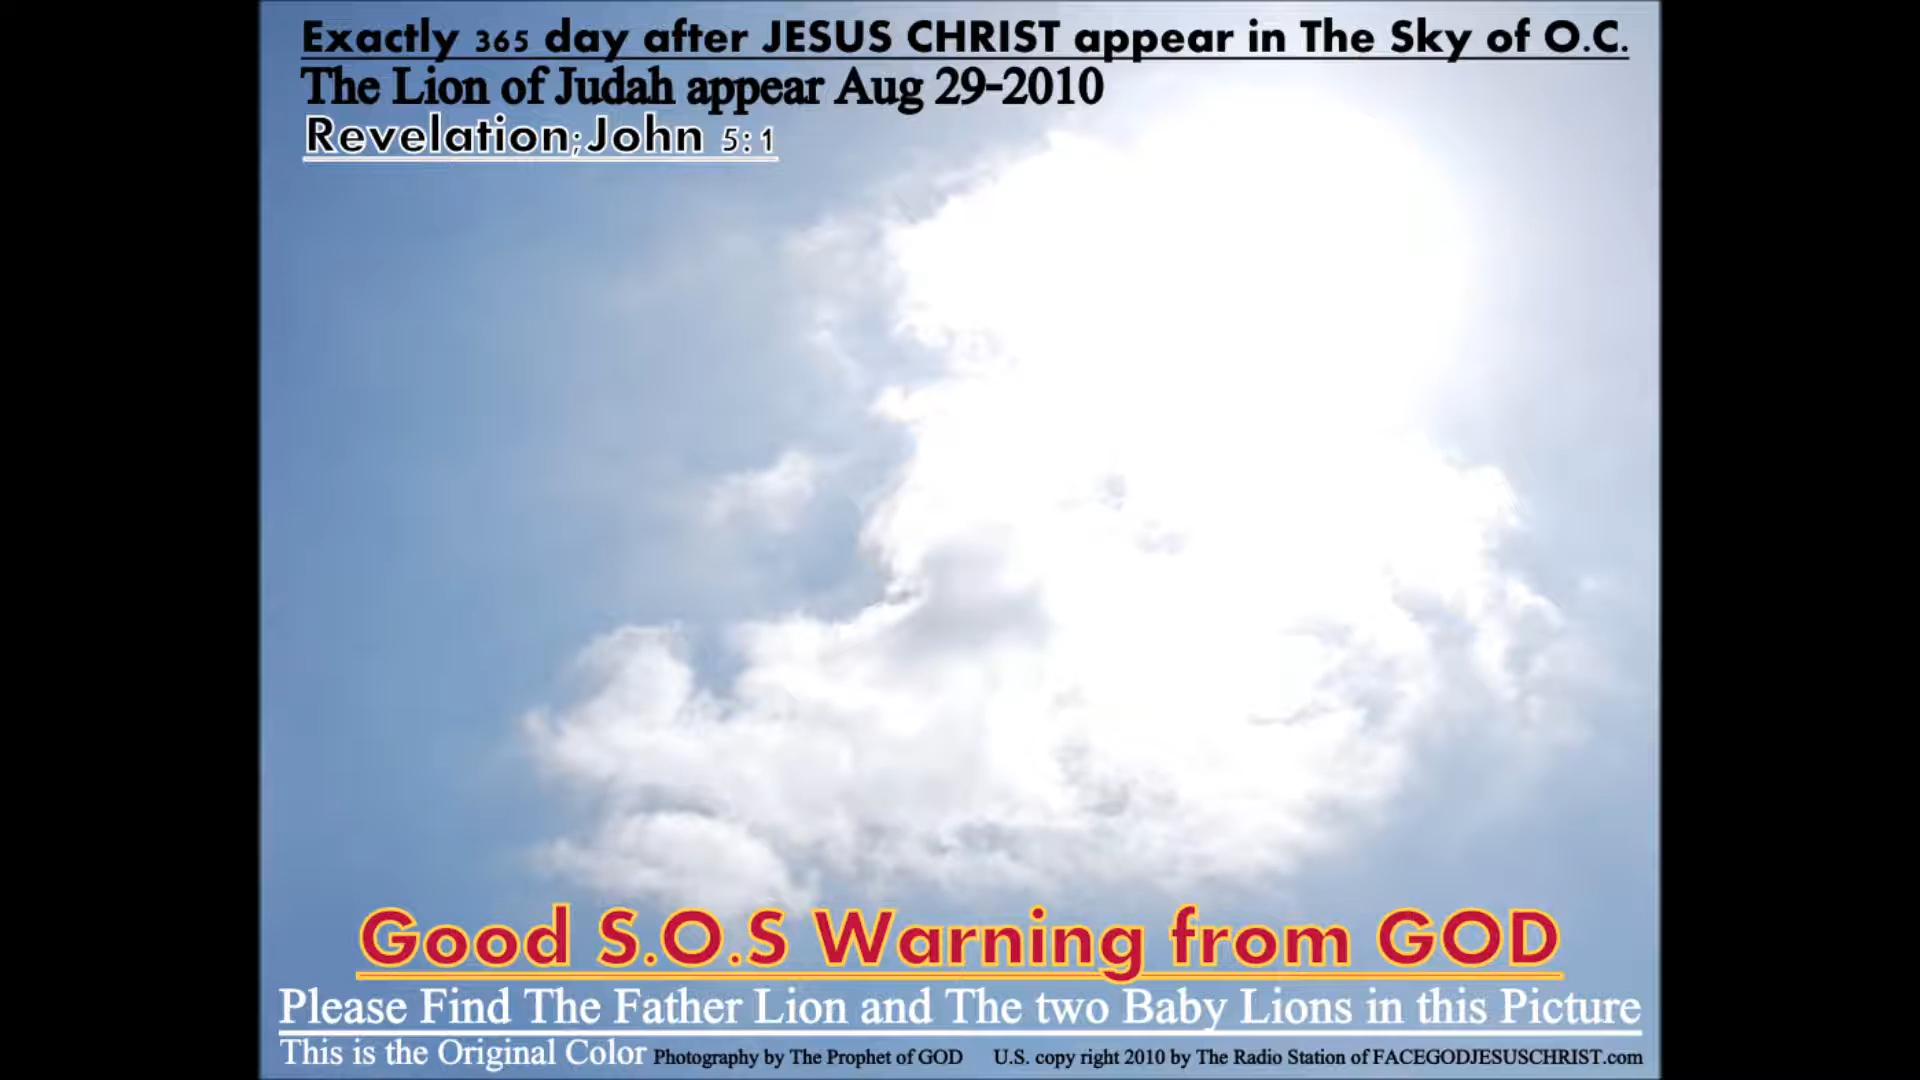 Exactly 365 day after JESUS CHRIST appear in The Sky of O.C.
The Lion of Judah appear Aug 29-2010
Revelation;John 5:1
Good S.O.S Warning from GOD
Please Find The Father Lion and The two Baby Lions in this Picture
This is the Original Color Photography by The Prophet of GOD U.S. copy right 2010 by The Radio Station of FACEGODJESUSCHRIST.com